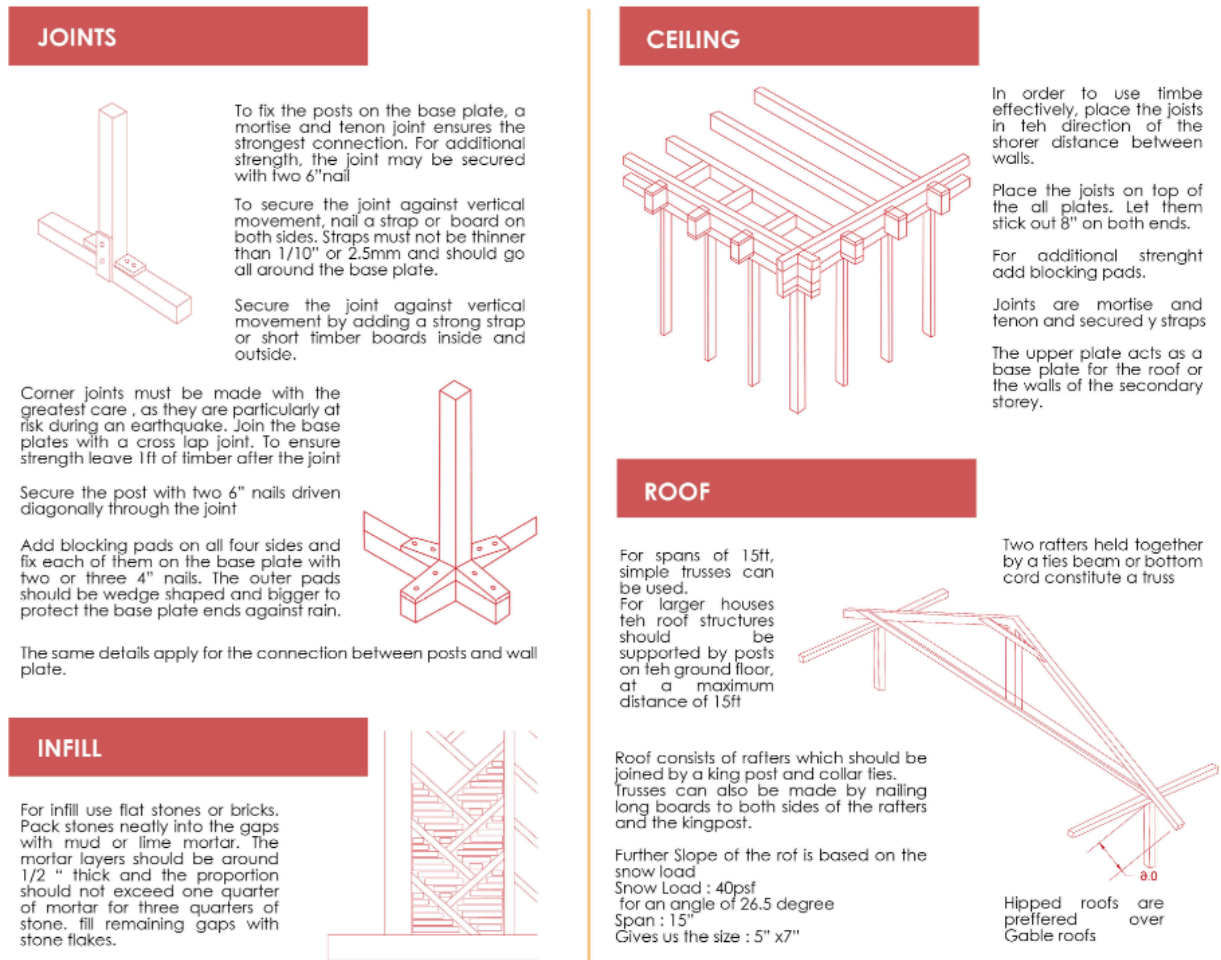 JOINTS
To fix the posts on the base plate, a
mortise and tenon joint ensures the
strongest connection. For additional
strength, the joint may be secured
with two 6"nail
To secure the joint against vertical
movement, nail a strap or board on
both sides. Straps must not be thinner
than 1/10" or 2.5mm and should go
all around the base plate.
Secure the joint against vertical
movement by adding a strong strap
or short timber boards inside and
outside.
Corner joints must be made with the
greatest care , as they are particularly at
risk during an earthquake. Join the base
plates with a cross lap joint. To ensure
strength leave 1ft of timber after the joint
Secure the post with two 6" nails driven
diagonally through the joint
Add blocking pads on all four sides and
fix each of them on the base plate with
two or three 4" nails. The outer pads
should be wedge shaped and bigger to
protect the base plate ends against rain.
The same details apply for the connection between posts and wall
plate.
INFILL
For infill use flat stones or bricks.
Pack stones neatly into the gaps
with mud or lime mortar. The
mortar layers should be around
1/2 " thick and the proportion
should not exceed one quarter
of mortar for three quarters of
stone. fill remaining gaps with
stone flakes.
CEILING
In order to use timbe
effectively, place the joists
in teh direction of the
shorer distance between
walls.
Place the joists on top of
the all plates. Let them
stick out 8" on both ends.
For additional strenght
add blocking pads.
Joints are mortise and
tenon and secured y straps
The upper plate acts as a
base plate for the roof or
the walls of the secondary
storey.
ROOF
For spans of 15ft,
simple trusses can
be used.
For larger houses
teh roof structures
should be
supported by posts
on teh ground floor,
at a maximum
distance of 15ft
Two rafters held together
by a ties beam or bottom
cord constitute a truss
Roof consists of rafters which should be
joined by a king post and collar ties.
Trusses can also be made by nailing
long boards to both sides of the rafters
and the kingpost.
Further Slope of the rof is based on the
snow load
Snow Load : 40psf
for an angle of 26.5 degree
Span : 15"
Gives us the size : 5" x7"
Hipped roofs are
preffered over
Gable roofs